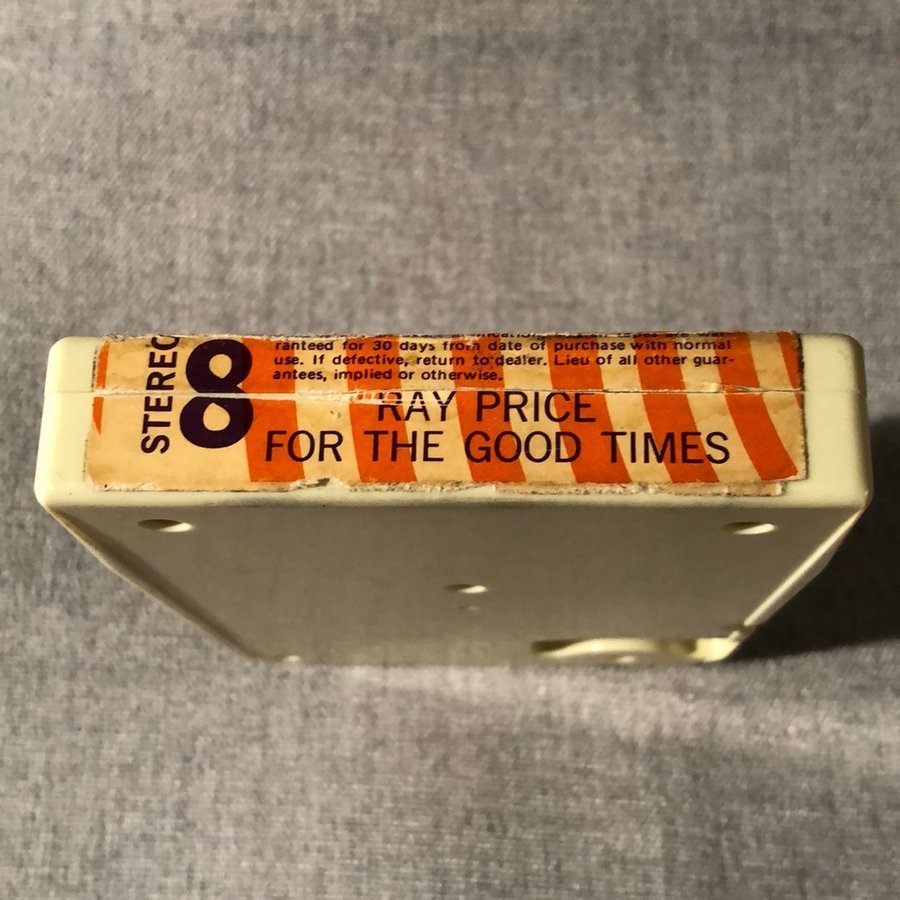 ranteed for 30 days from date of purchase with normal
use. If defective, return to dealer. Lieu of all other guar-
antees, implied or otherwise.
STEREO
8
RAY PRICE
FOR THE GOOD TIMES